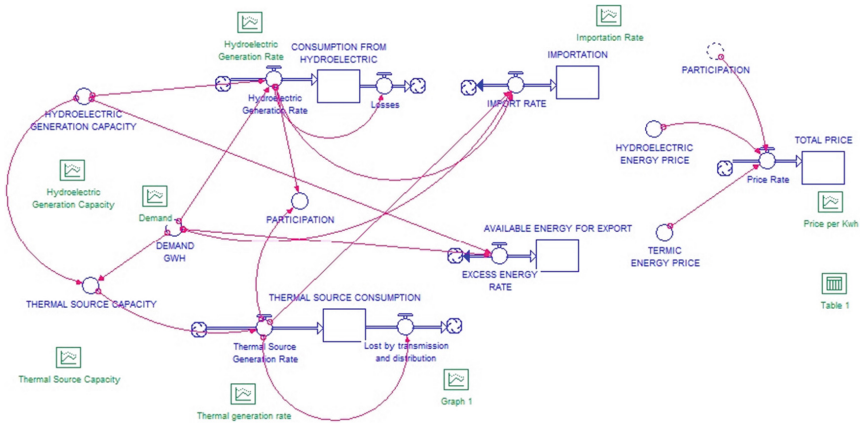 Hydroelectric
Generation Rate
CONSUMPTION FROM
HYDROELECTRIC
Hydroelectric
Generation Rate
Losses
Importation Rate
IMPORTATION
IMPORT RATE
PARTICIPATION
HYDROELECTRIC
GENERATION CAPACITY
HYDROELECTRIC
ENERGY PRICE
TOTAL PRICE
Price Rate
Hydroelectric
Generation Capacity
Demand
DEMAND
GWH
PARTICIPATION
AVAILABLE ENERGY FOR EXPORT
EXCESS ENERGY
RATE
TERMIC
ENERGY PRICE
Price per Kwh
THERMAL SOURCE CAPACITY
THERMAL SOURCE CONSUMPTION
Table 1
Thermal Source
Generation Rate
Lost by transmission
and distribution
Thermal Source Capacity
Thermal generation rate
Graph 1